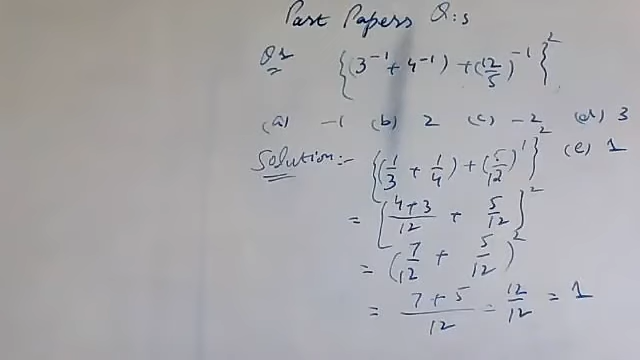 Past Papers Q:s
Q1 {(3⁻¹ + 4⁻¹) + (12/5)⁻¹}²
(a) -1 (b) 2 (c) -2 (d) 3
(e) 1
Solution:- {(1/3 + 1/4) + (5/12)¹}²
= {4+3/12 + 5/12}²
= (7/12 + 5/12)²
= 7+5/12 = 12/12 = 1